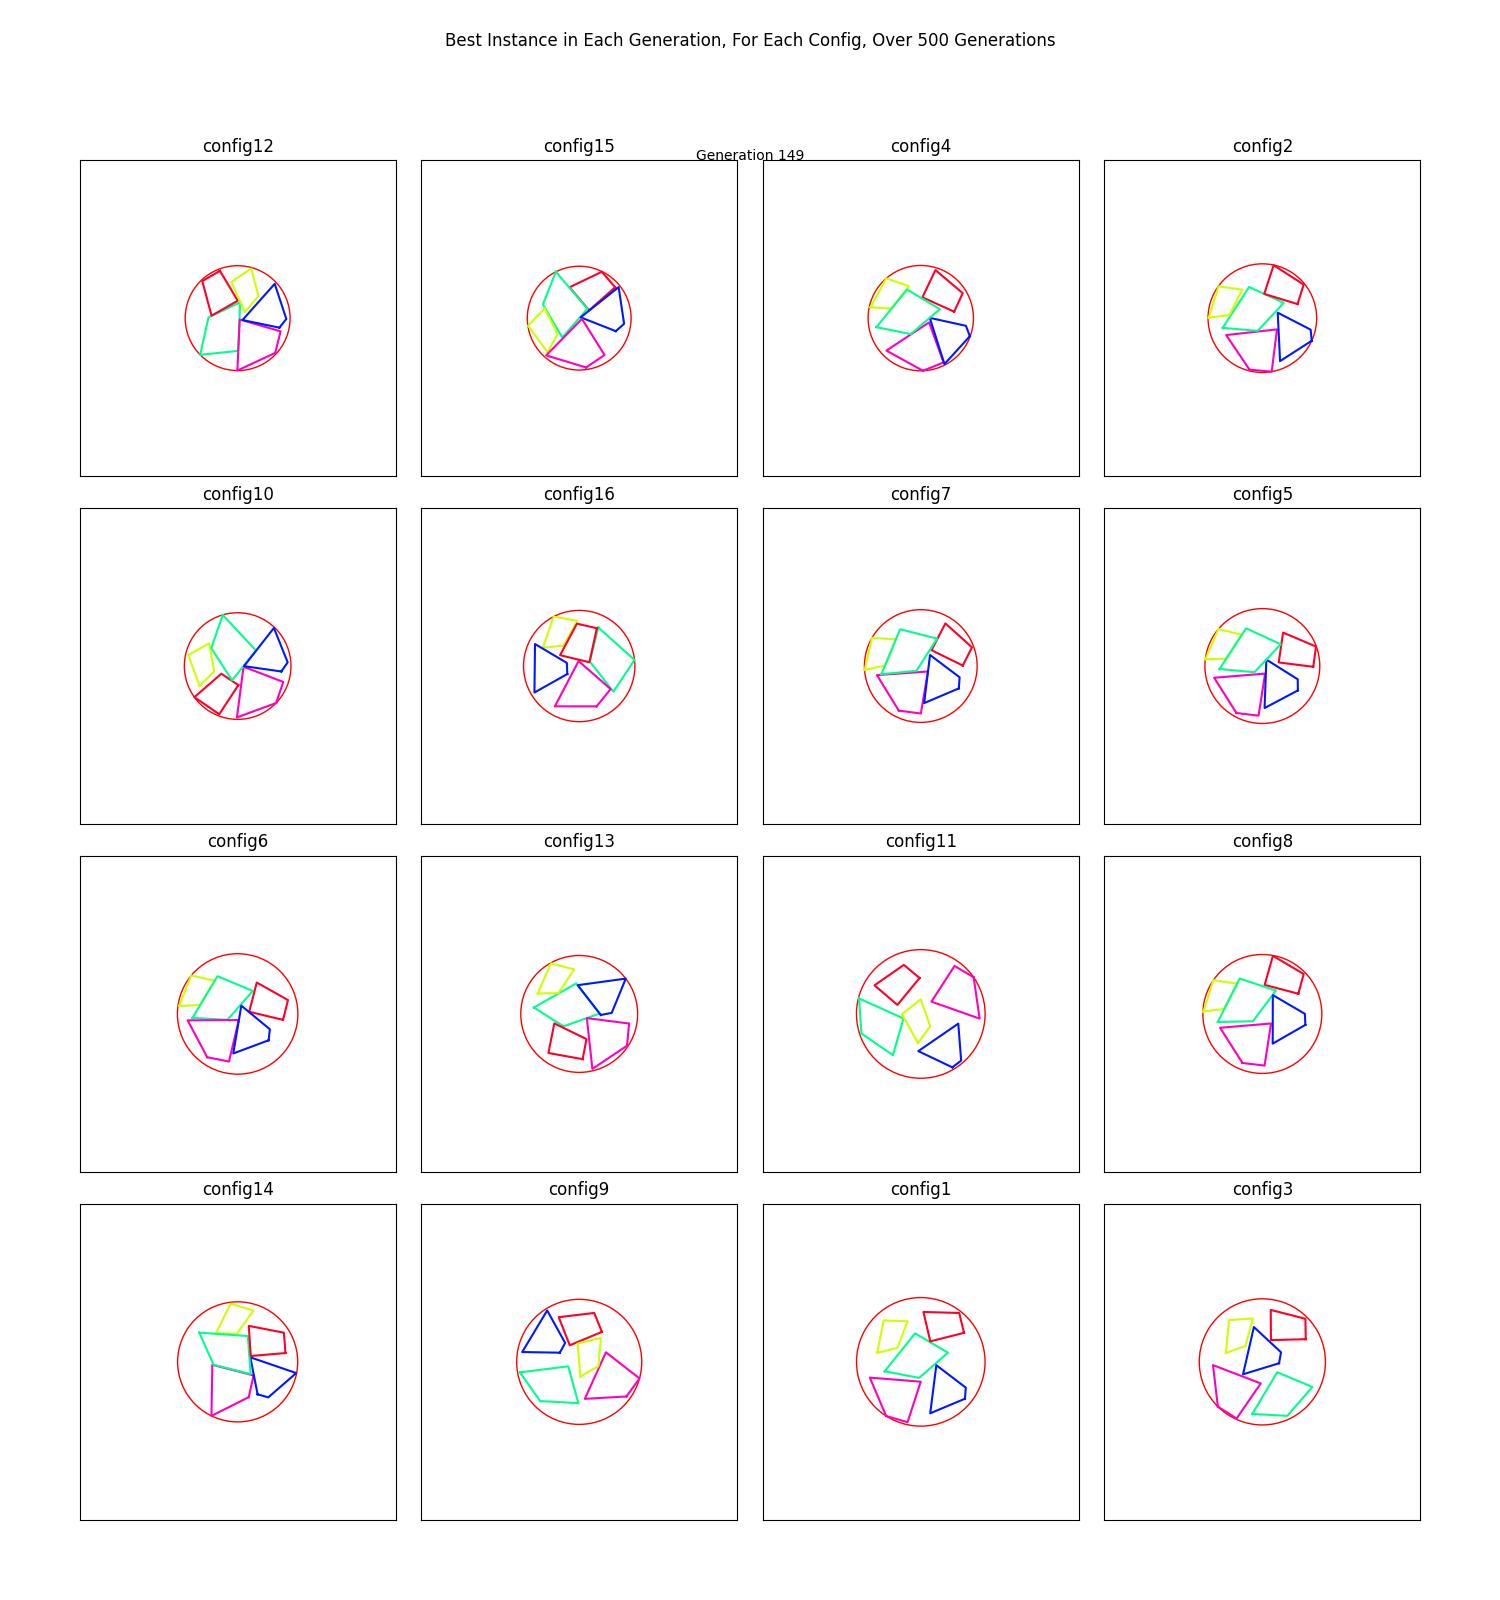 Best Instance in Each Generation, For Each Config, Over 500 Generations
Generation 149
config12
config15
config4
config2
config10
config16
config7
config5
config6
config13
config11
config8
config14
config9
config1
config3